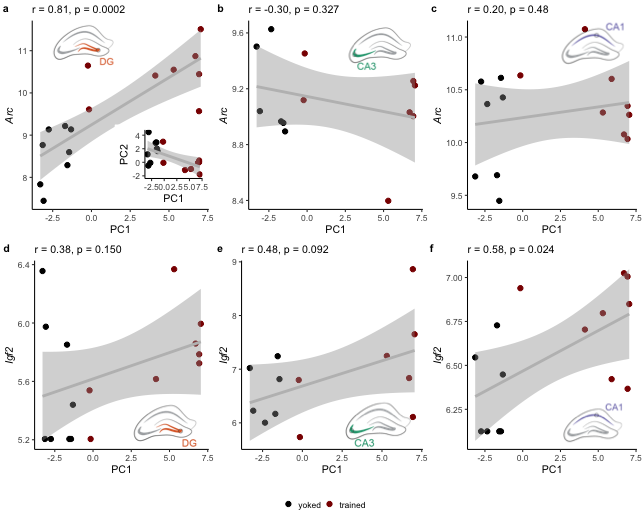 a b c
r = 0.81, p = 0.0002 r = -0.30, p = 0.327 r = 0.20, p = 0.48
Arc
11
10
9
8
-2.5 0.0 2.5 5.0 7.5
PC1
DG
PC2
4
2
0
-2
-2.5 0.0 2.5 5.0 7.5
PC1
Arc
9.6
9.2
8.8
8.4
-2.5 0.0 2.5 5.0 7.5
PC1
CA3
Arc
11.0
10.5
10.0
9.5
-2.5 0.0 2.5 5.0 7.5
PC1
CA1
d e f
r = 0.38, p = 0.150 r = 0.48, p = 0.092 r = 0.58, p = 0.024
Igf2
6.4
6.0
5.6
5.2
-2.5 0.0 2.5 5.0 7.5
PC1
DG
Igf2
9
8
7
6
-2.5 0.0 2.5 5.0 7.5
PC1
CA3
Igf2
7.00
6.75
6.50
6.25
-2.5 0.0 2.5 5.0 7.5
PC1
CA1
yoked trained